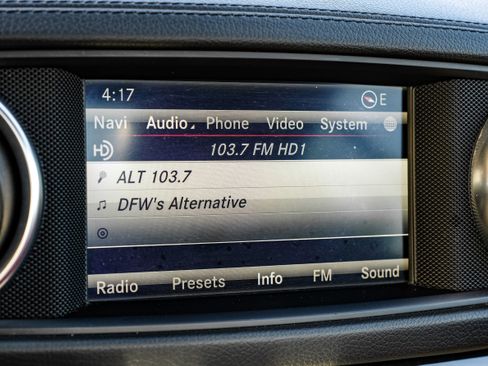 4:17 E
Navi Audio Phone Video System
HD 103.7 FM HD1
ALT 103.7
DFW's Alternative
Radio Presets Info FM Sound